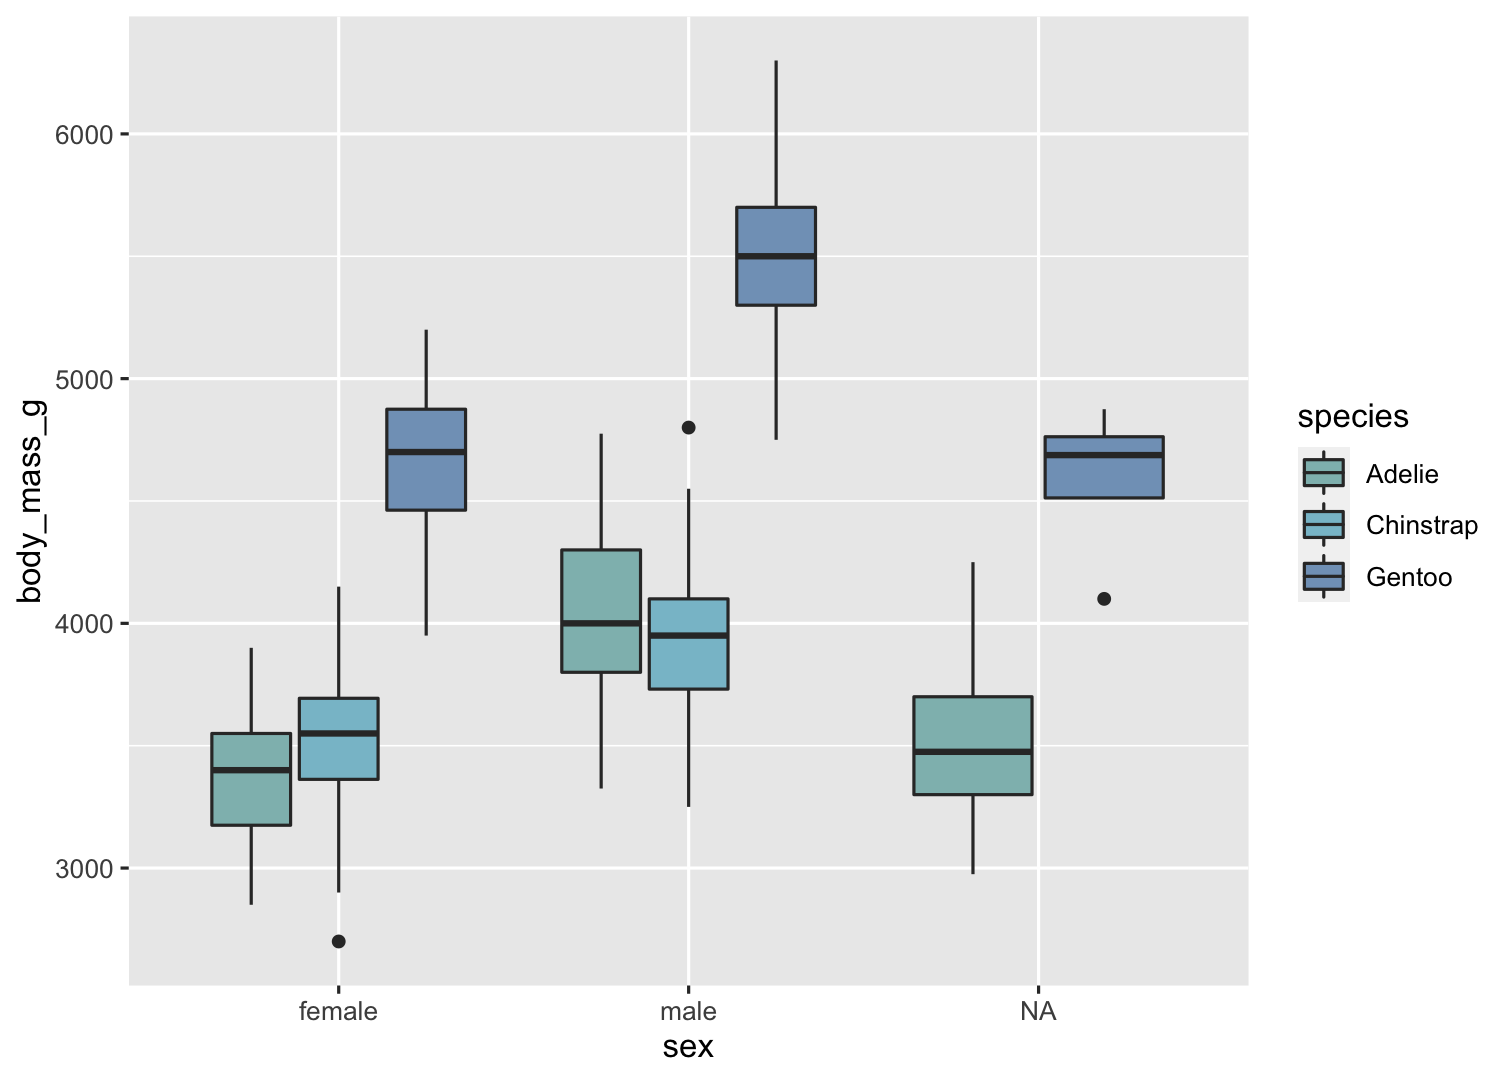 6000
5000
4000
3000
body_mass_g
female
male
NA
sex
species
Adelie
Chinstrap
Gentoo